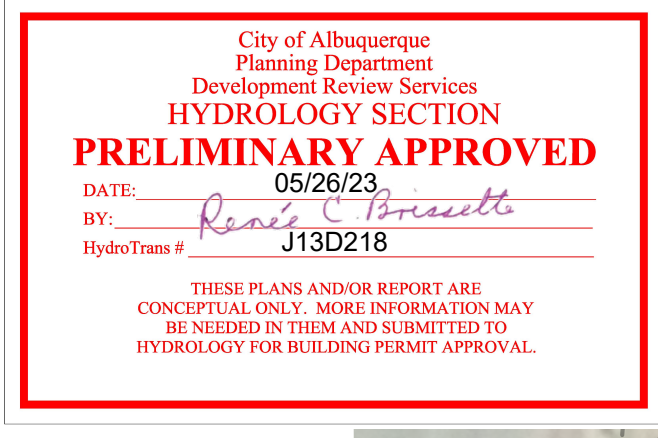 City of Albuquerque
Planning Department
Development Review Services
HYDROLOGY SECTION
PRELIMINARY APPROVED
DATE: 05/26/23
BY: Renée C. Brissette
HydroTrans # J13D218
THESE PLANS AND/OR REPORT ARE
CONCEPTUAL ONLY. MORE INFORMATION MAY
BE NEEDED IN THEM AND SUBMITTED TO
HYDROLOGY FOR BUILDING PERMIT APPROVAL.